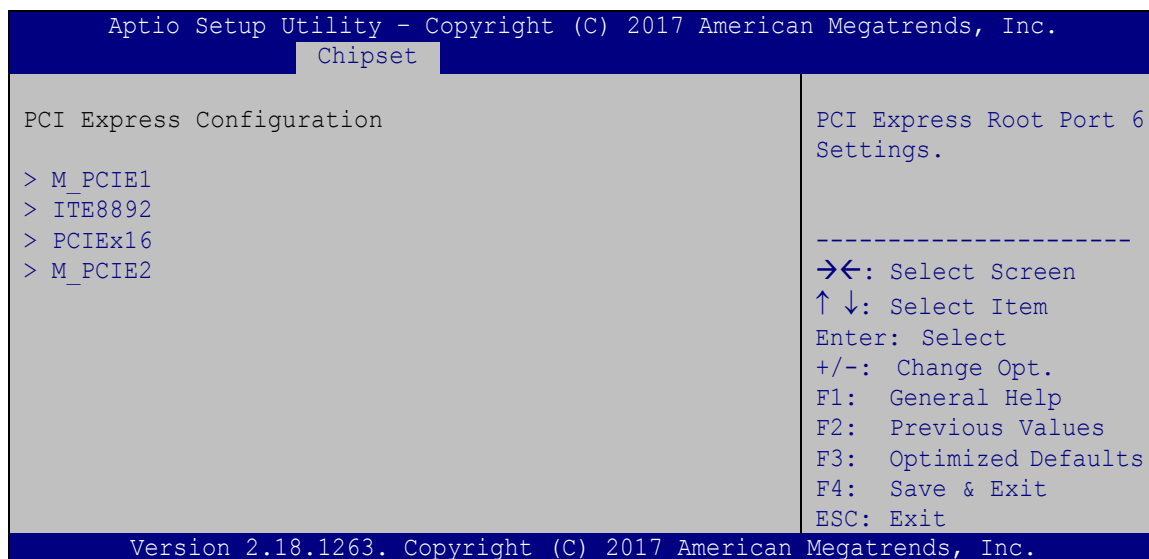 Aptio Setup Utility – Copyright (C) 2017 American Megatrends, Inc.
Chipset
PCI Express Configuration
> M_PCIE1
> ITE8892
> PCIEx16
> M_PCIE2
PCI Express Root Port 6
Settings.
----------------------
→←: Select Screen
↑ ↓: Select Item
Enter: Select
+/-: Change Opt.
F1: General Help
F2: Previous Values
F3: Optimized Defaults
F4: Save & Exit
ESC: Exit
Version 2.18.1263. Copyright (C) 2017 American Megatrends, Inc.